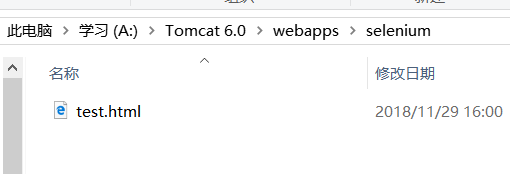 此电脑 > 学习 (A:) > Tomcat 6.0 > webapps > selenium
名称 修改日期
test.html 2018/11/29 16:00